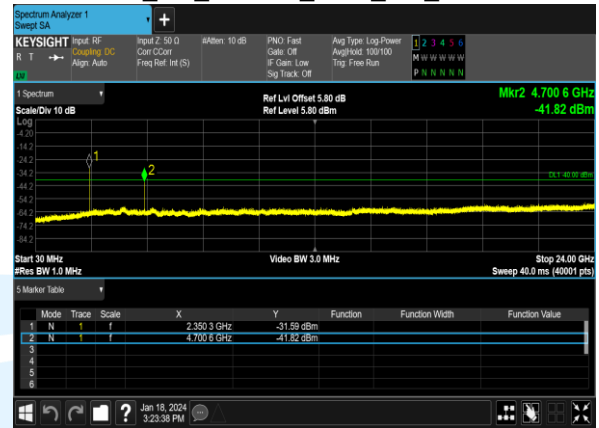 Spectrum Analyzer 1
Swept SA
KEYSIGHT
R T
LV
Input: RF
Coupling: DC
Align: Auto
Input Z: 50 Ω
Corr CCorr
Freq Ref: Int (S)
#Atten: 10 dB
PNO: Fast
Gate: Off
IF Gain: Low
Sig Track: Off
Avg Type: Log-Power
Avg|Hold: 100/100
Trig: Free Run
1 2 3 4 5 6
M W W W W W
P N N N N N
1 Spectrum
Scale/Div 10 dB
Ref Lvl Offset 5.80 dB
Ref Level 5.80 dBm
Mkr2 4.700 6 GHz
-41.82 dBm
Log
-4.20
-14.2
-24.2
-34.2
-44.2
-54.2
-64.2
-74.2
-84.2
1
2
DL1 -40.00 dBm
Start 30 MHz
#Res BW 1.0 MHz
Video BW 3.0 MHz
Stop 24.00 GHz
Sweep 40.0 ms (40001 pts)
5 Marker Table
Mode Trace Scale X Y Function Function Width Function Value
1 N 1 f 2.350 3 GHz -31.59 dBm
2 N 1 f 4.700 6 GHz -41.82 dBm
3
4
5
6
?
Jan 18, 2024
3:23:38 PM